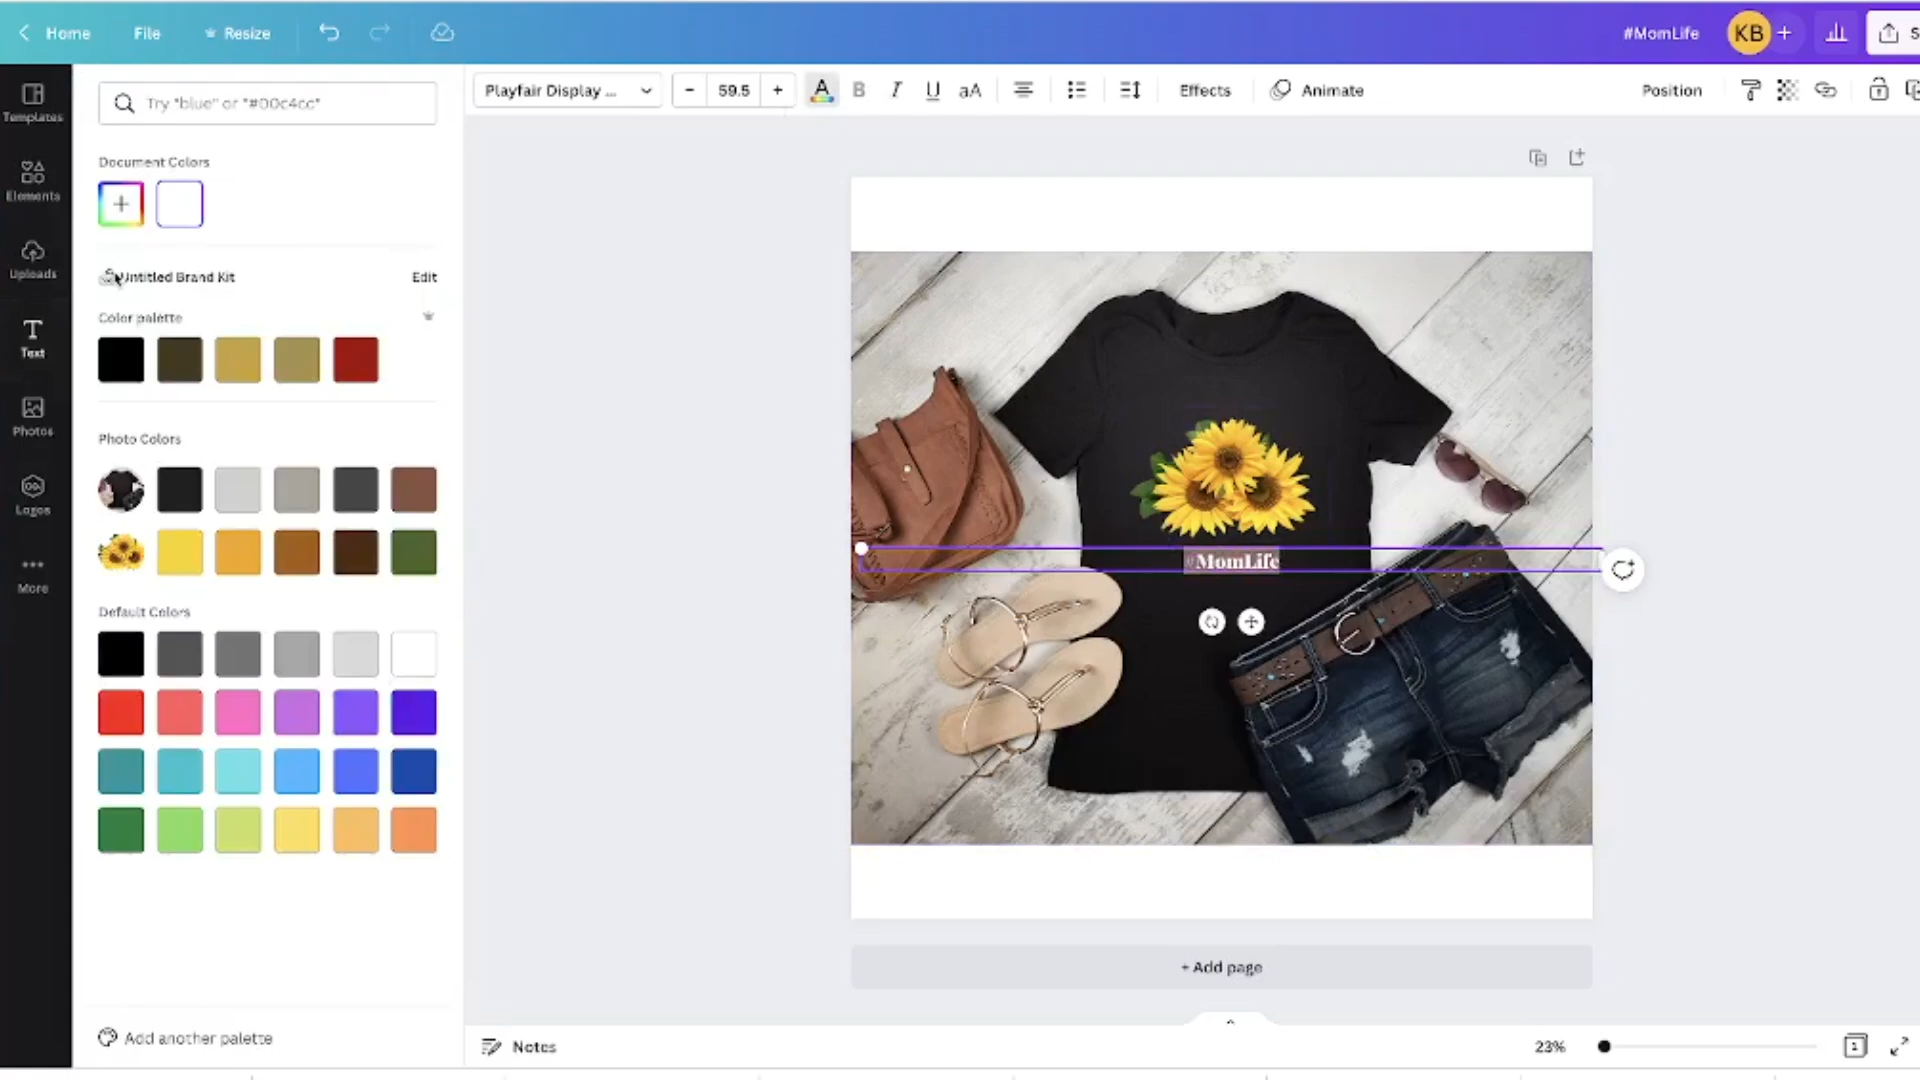 Home File Resize #MomLife KB
Templates
Elements
Uploads
Text
Photos
Logos
More
Try "blue" or "#00c4cc"
Document Colors
Untitled Brand Kit Edit
Color palette
Photo Colors
Default Colors
Add another palette
Playfair Display ... 59.5 A B I U aA Effects Animate Position
#MomLife
+ Add page
Notes 23% 1